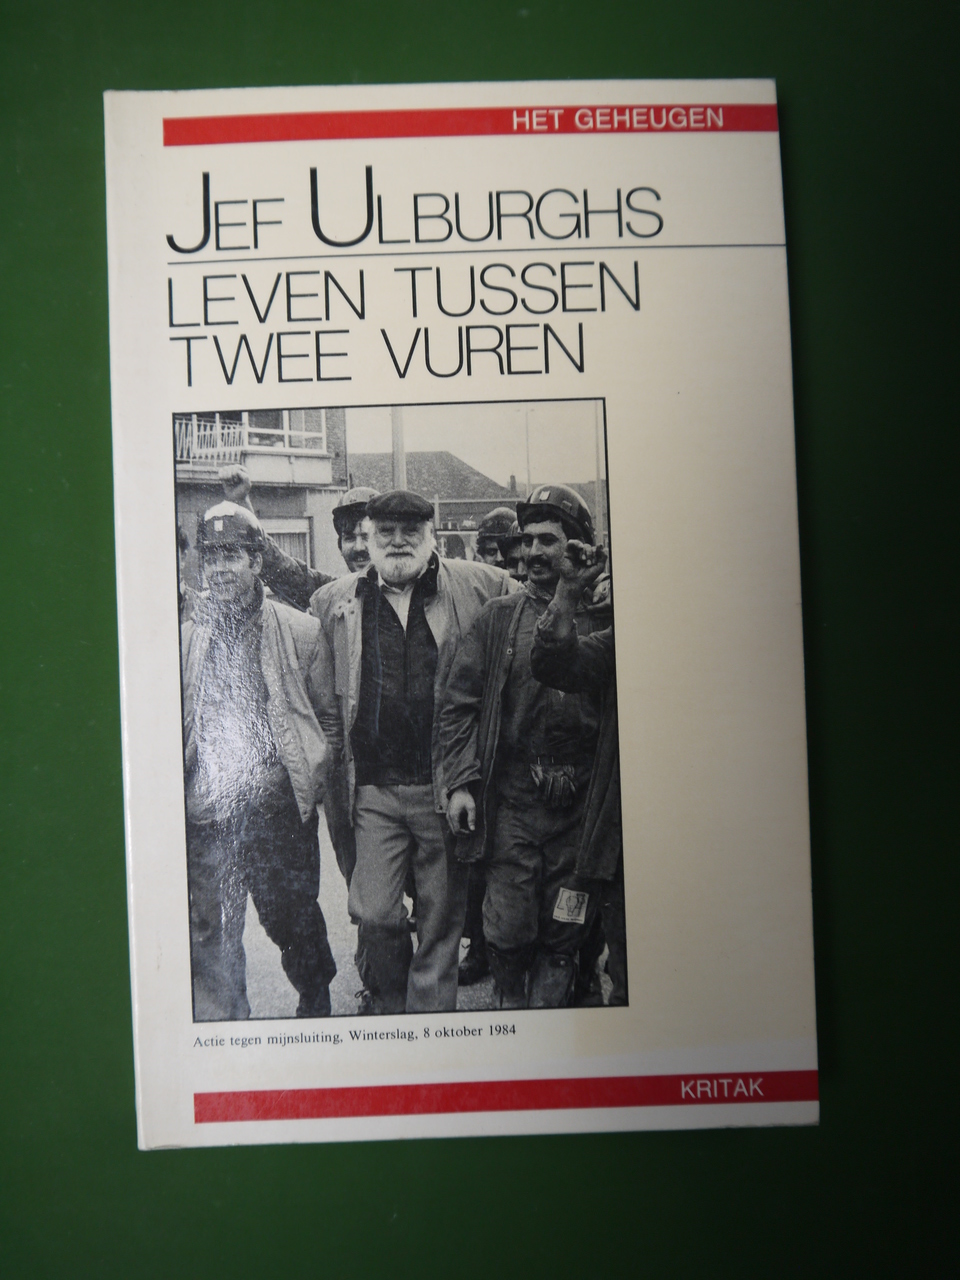 HET GEHEUGEN
JEF ULBURGHS
LEVEN TUSSEN
TWEE VUREN
Actie tegen mijnsluiting, Winterslag, 8 oktober 1984
KRITAK